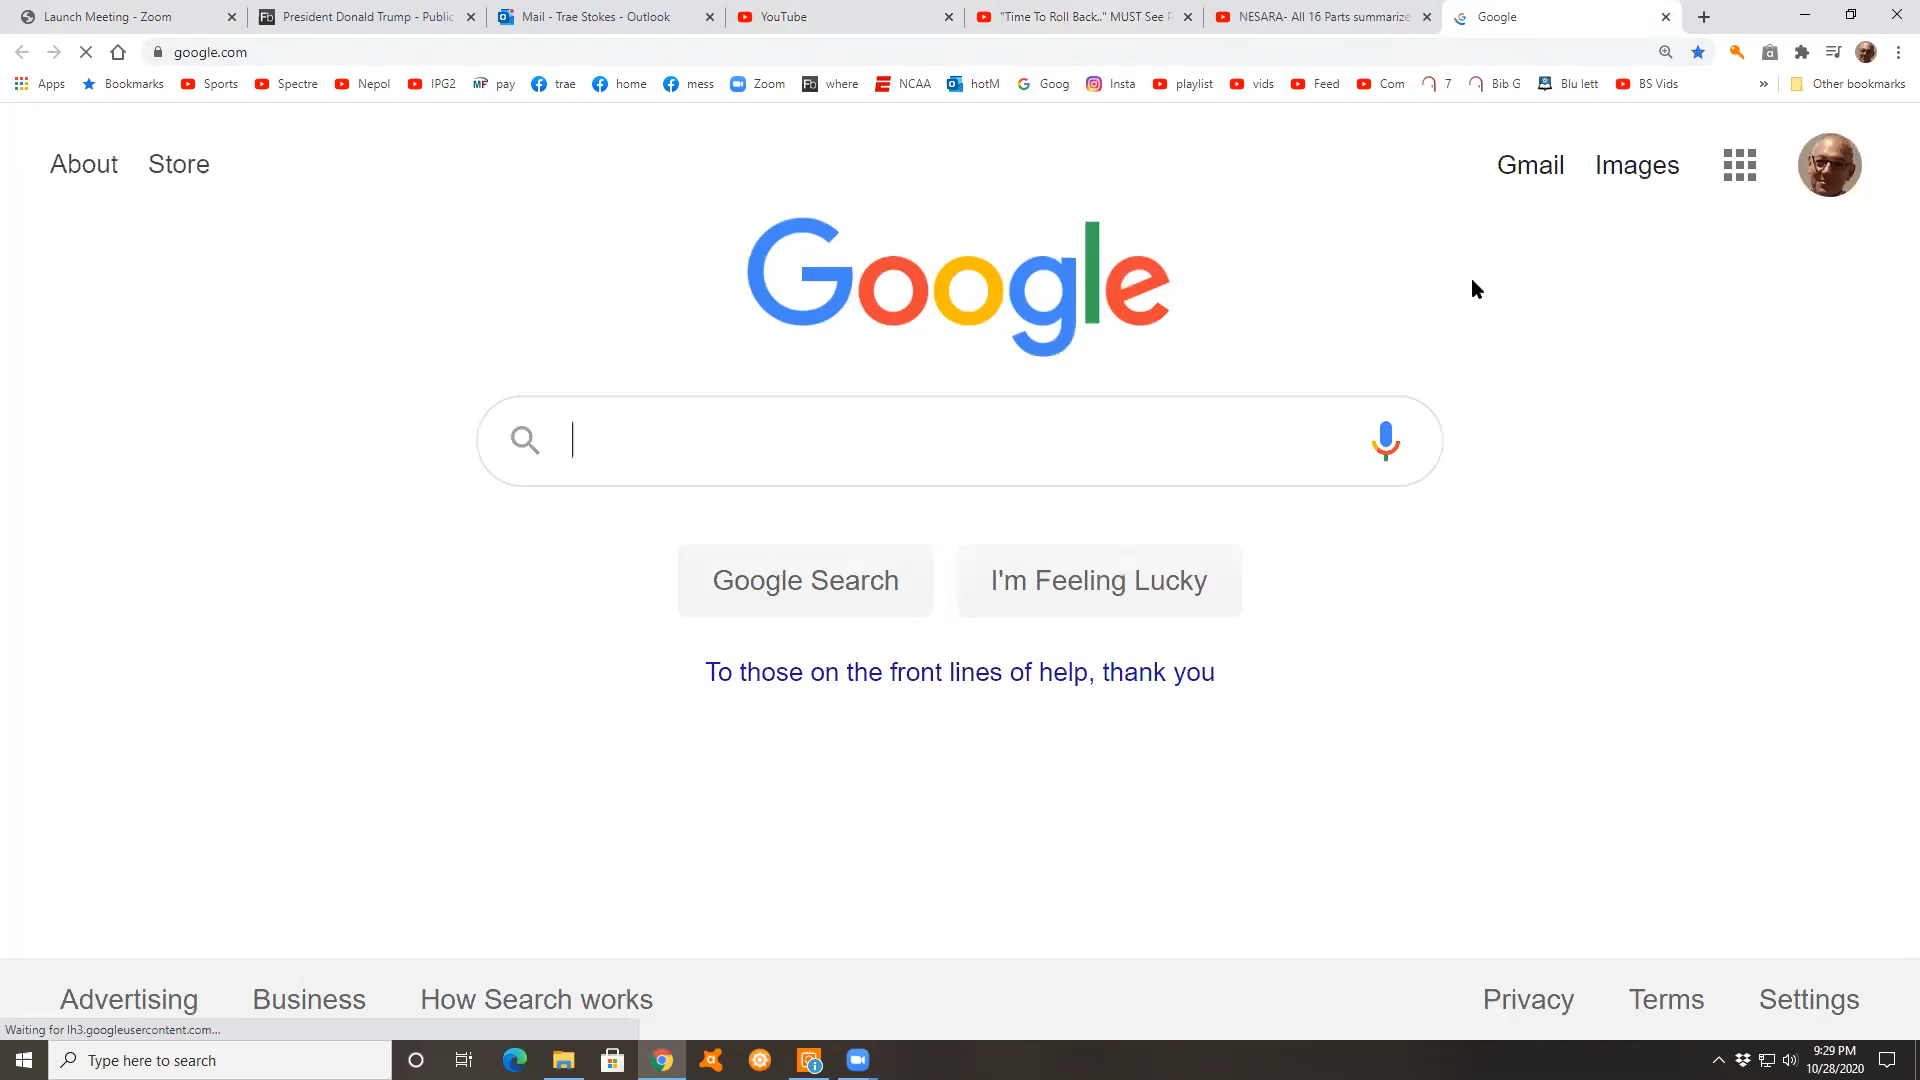 Launch Meeting - Zoom
Fb President Donald Trump - Public
Mail - Trae Stokes - Outlook
YouTube
"Time To Roll Back.." MUST See
NESARA- All 16 Parts summarize
Google
google.com
Apps Bookmarks Sports Spectre Nepol IPG2 MF pay trae home mess Zoom Fb where NCAA hotM Goog Insta playlist vids Feed Com 7 Bib G Blu lett BS Vids » Other bookmarks
About Store Gmail Images
Google
Google Search I'm Feeling Lucky
To those on the front lines of help, thank you
Advertising Business How Search works Privacy Terms Settings
Waiting for lh3.googleusercontent.com...
Type here to search
9:29 PM
10/28/2020